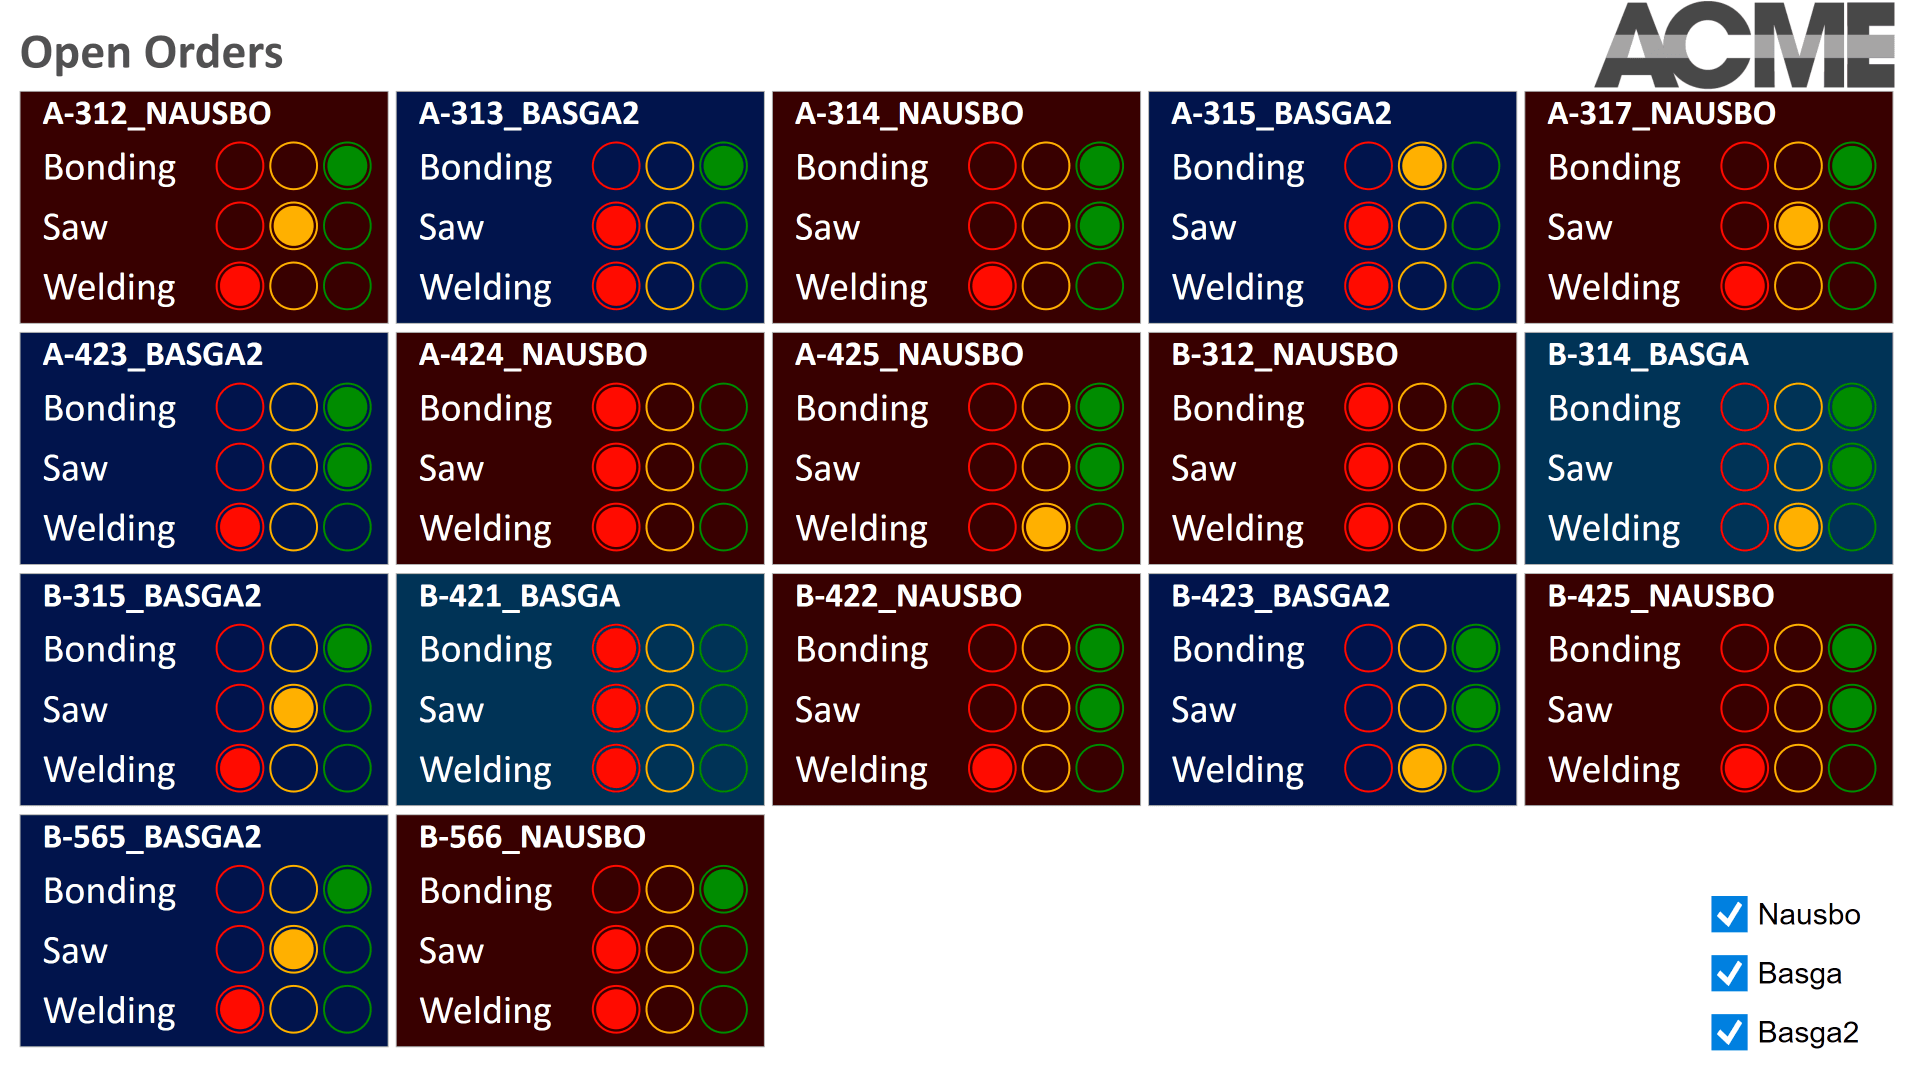 ACME
Open Orders
A-312_NAUSBO
Bonding
Saw
Welding
A-313_BASGA2
Bonding
Saw
Welding
A-314_NAUSBO
Bonding
Saw
Welding
A-315_BASGA2
Bonding
Saw
Welding
A-317_NAUSBO
Bonding
Saw
Welding
A-423_BASGA2
Bonding
Saw
Welding
A-424_NAUSBO
Bonding
Saw
Welding
A-425_NAUSBO
Bonding
Saw
Welding
B-312_NAUSBO
Bonding
Saw
Welding
B-314_BASGA
Bonding
Saw
Welding
B-315_BASGA2
Bonding
Saw
Welding
B-421_BASGA
Bonding
Saw
Welding
B-422_NAUSBO
Bonding
Saw
Welding
B-423_BASGA2
Bonding
Saw
Welding
B-425_NAUSBO
Bonding
Saw
Welding
B-565_BASGA2
Bonding
Saw
Welding
B-566_NAUSBO
Bonding
Saw
Welding
Nausbo
Basga
Basga2